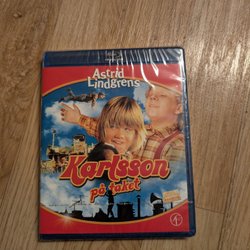 Astrid
Lindgrens
Karlsson
på taket